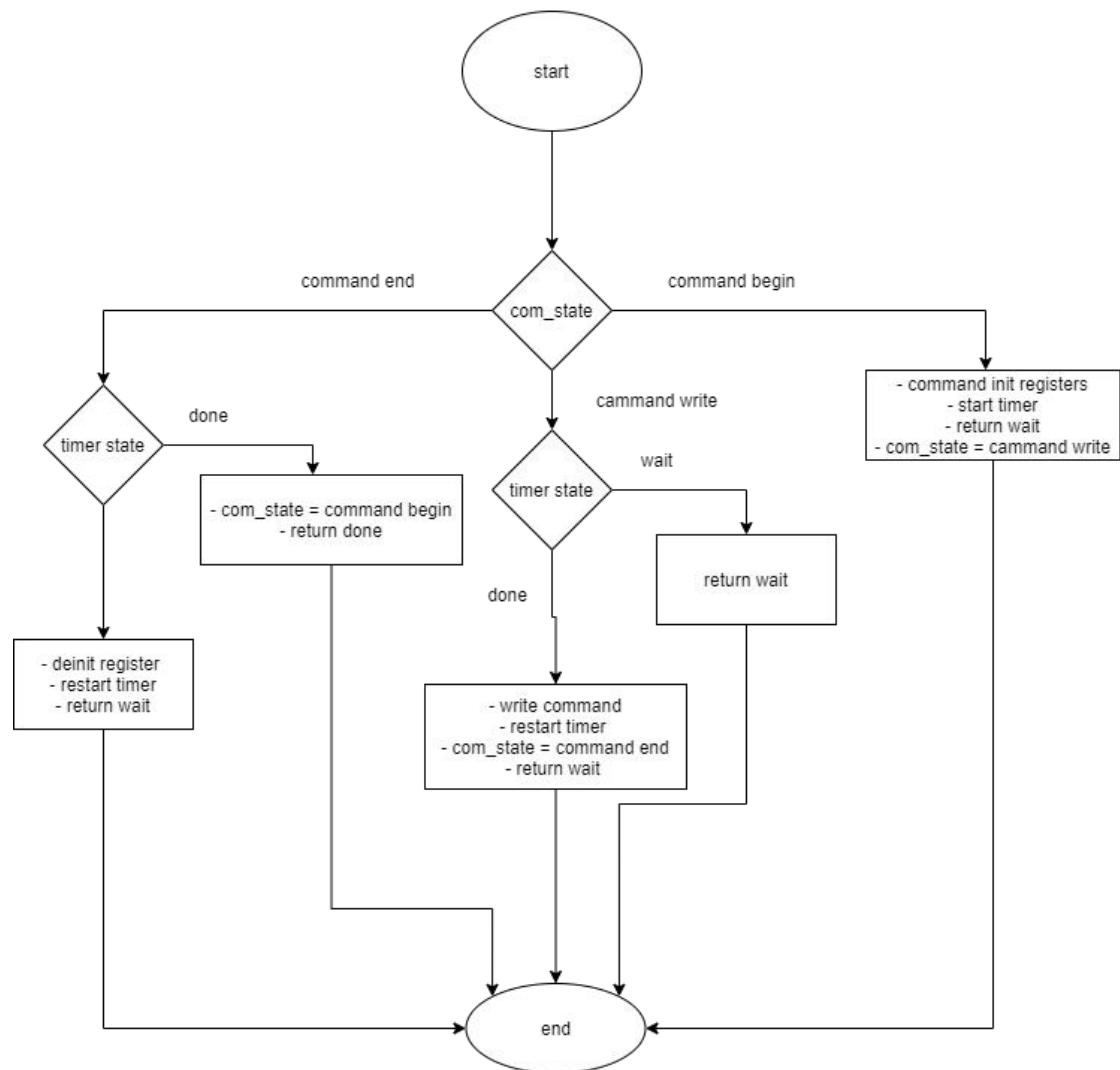 start
command end
command begin
com_state
- command init registers
- start timer
- return wait
- com_state = cammand write
cammand write
timer state
done
- com_state = command begin
- return done
timer state
wait
return wait
done
- deinit register
- restart timer
- return wait
- write command
- restart timer
- com_state = command end
- return wait
end